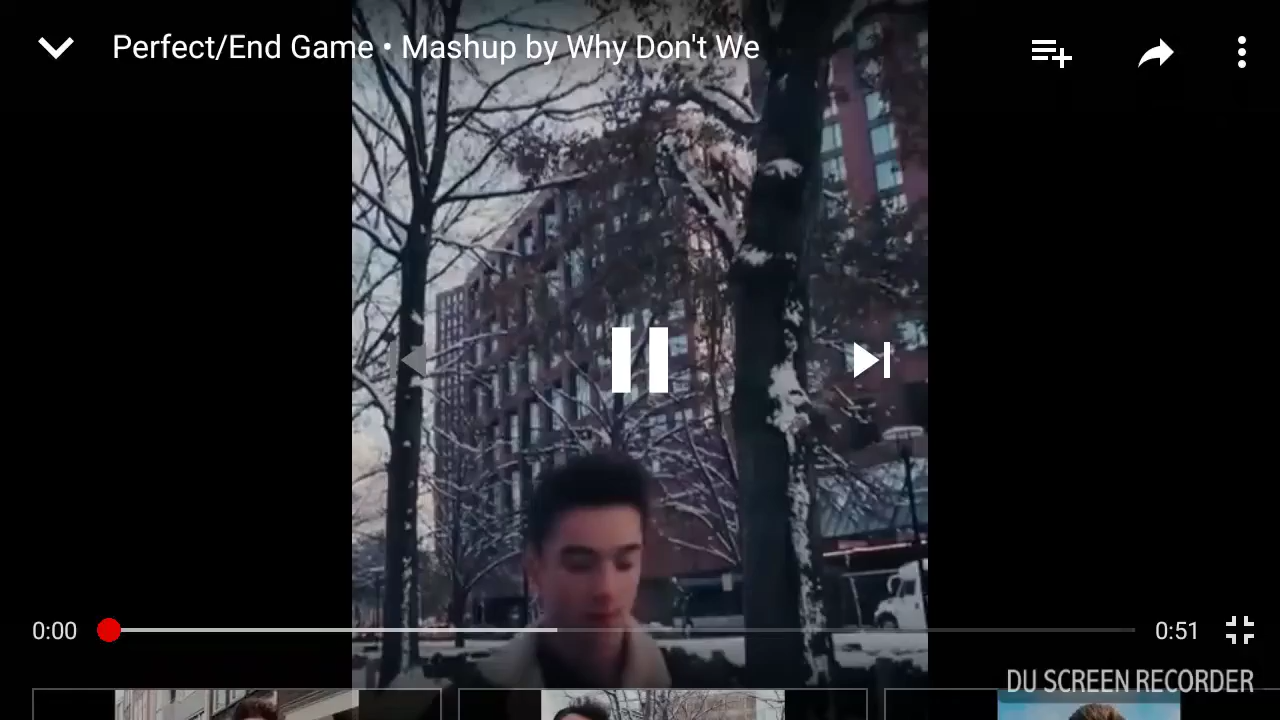 Perfect/End Game • Mashup by Why Don't We
0:00
0:51
DU SCREEN RECORDER